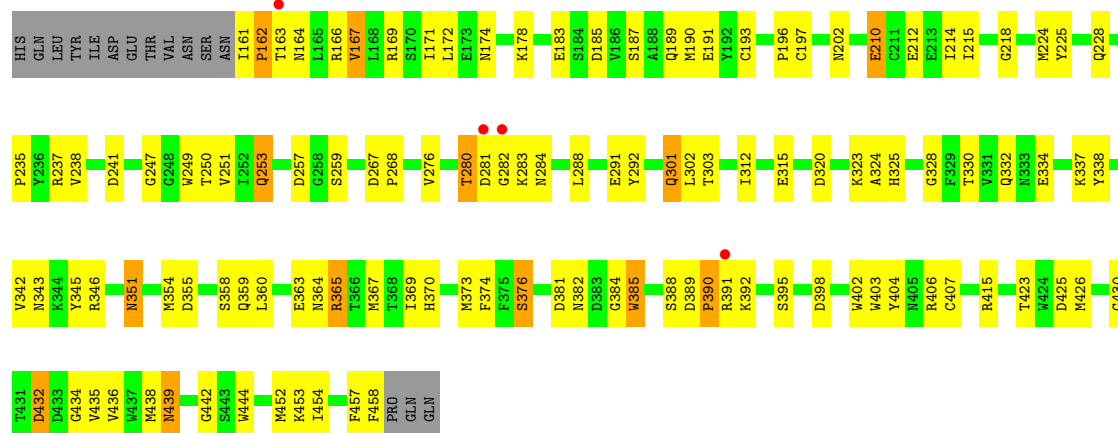 HIS GLN LEU TYR ILE ASP GLU THR VAL ASN SER ASN I161 P162 T163 N164 L165 R166 V167 L168 R169 S170 I171 L172 E173 N174 K178 E183 S184 D185 V186 S187 A188 Q189 M190 E191 Y192 C193 P196 C197 N202 E210 C211 E212 E213 I214 I215 G218 M224 Y225 Q228
P235 Y236 R237 V238 D241 G247 G248 W249 T250 V251 I252 Q253 D257 G258 S259 D267 P268 V276 T280 D281 G282 K283 N284 L288 E291 Y292 Q301 L302 T303 I312 E315 D320 K323 A324 H325 G328 F329 T330 V331 Q332 N333 E334 K337 Y338
V342 N343 K344 Y345 R346 N351 M354 D355 S358 Q359 L360 E363 N364 R365 T366 M367 T368 I369 H370 M373 F374 F375 S376 D381 N382 D383 G384 W385 S388 D389 P390 R391 K392 S395 D398 W402 W403 Y404 N405 R406 C407 R415 T423 W424 D425 M426
T431 D432 D433 G434 V435 V436 W437 M438 N439 G442 S443 W444 M452 K453 I454 F457 F458 PRO GLN GLN